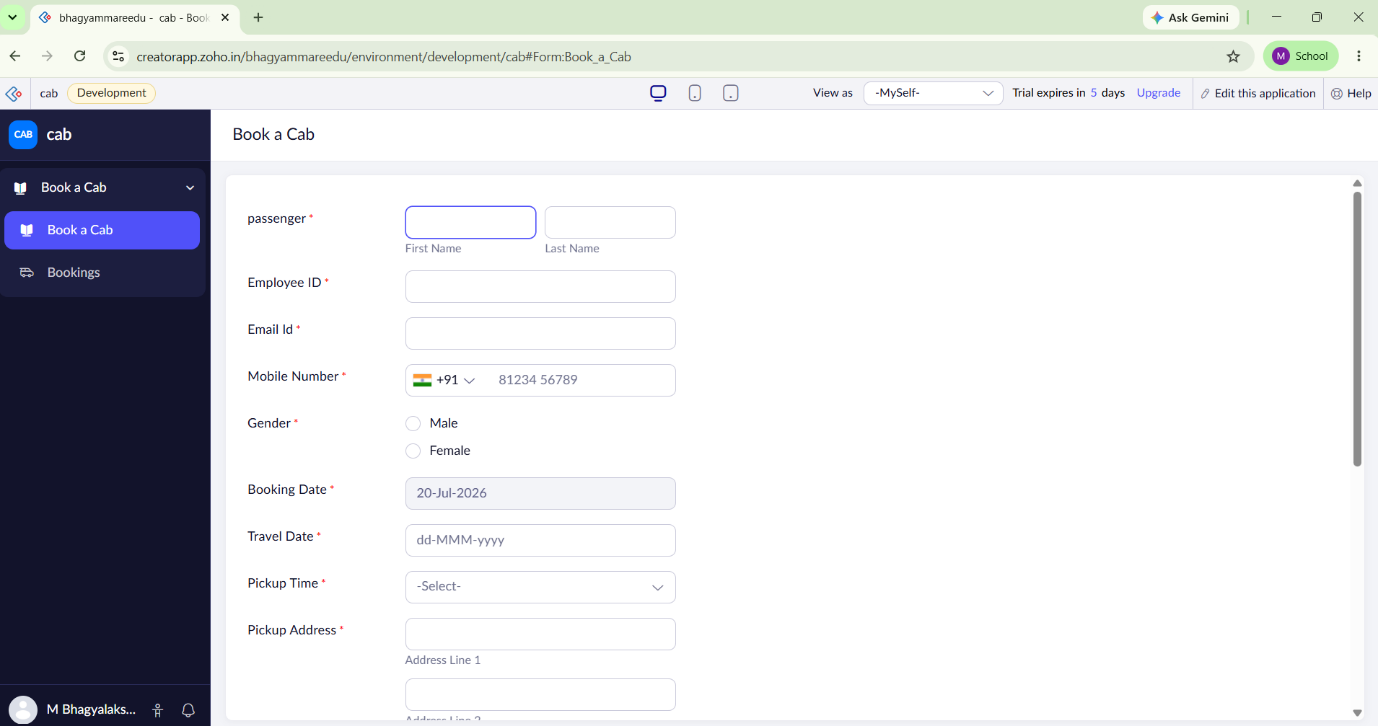 bhagyammareedu - cab - Book
Ask Gemini
creatorapp.zoho.in/bhagyammareedu/environment/development/cab#Form:Book_a_Cab
M School
cab Development View as -MySelf- Trial expires in 5 days Upgrade Edit this application Help
CAB cab
Book a Cab
Book a Cab
Book a Cab
Bookings
passenger *
First Name Last Name
Employee ID *
Email Id *
Mobile Number * +91 81234 56789
Gender * Male
Female
Booking Date * 20-Jul-2026
Travel Date * dd-MMM-yyyy
Pickup Time * -Select-
Pickup Address *
Address Line 1
Address Line 2
M Bhagyalaks...